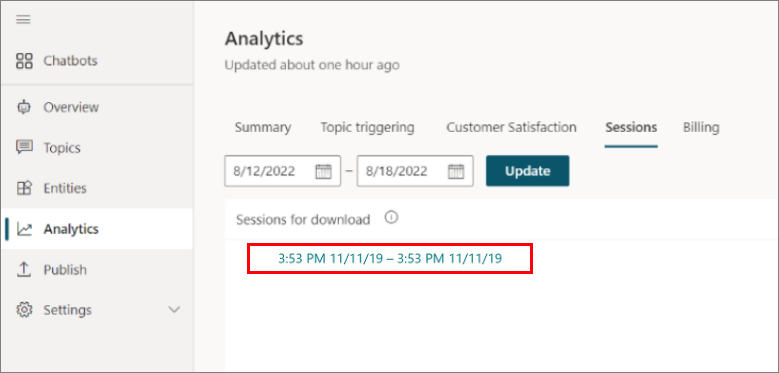 Chatbots
Overview
Topics
Entities
Analytics
Publish
Settings
Analytics
Updated about one hour ago
Summary Topic triggering Customer Satisfaction Sessions Billing
8/12/2022 – 8/18/2022 Update
Sessions for download
3:53 PM 11/11/19 – 3:53 PM 11/11/19